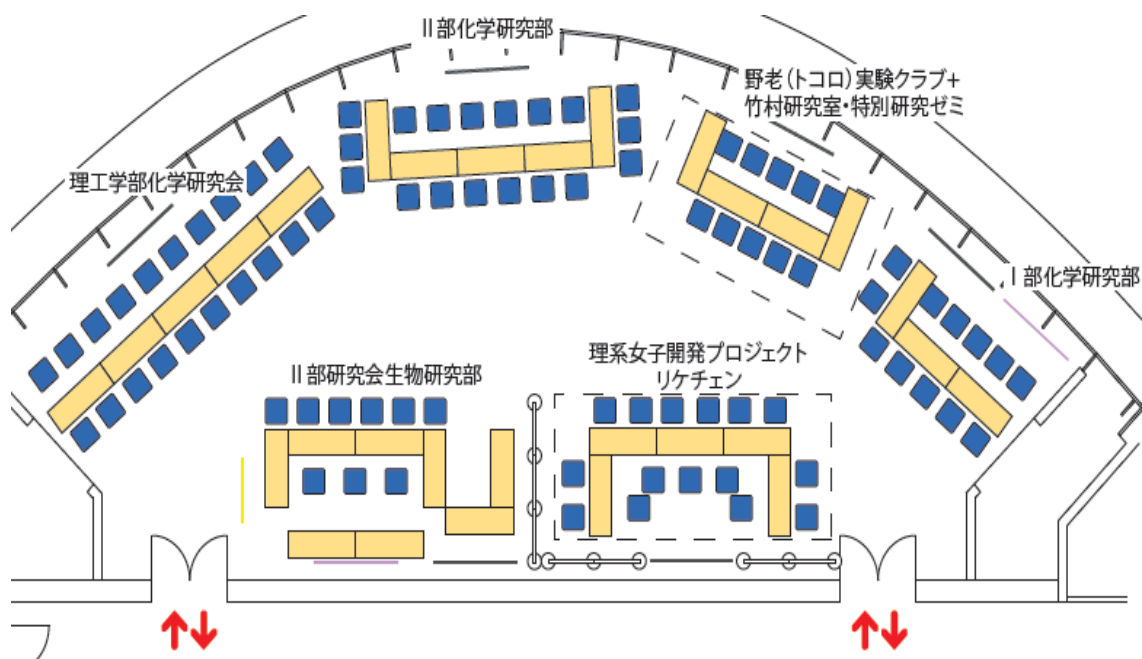 Ⅱ部化学研究部
野老（トコロ）実験クラブ＋
竹村研究室・特別研究ゼミ
理工学部化学研究会
Ⅰ部化学研究部
Ⅱ部研究会生物研究部
理系女子開発プロジェクト
リケチェン